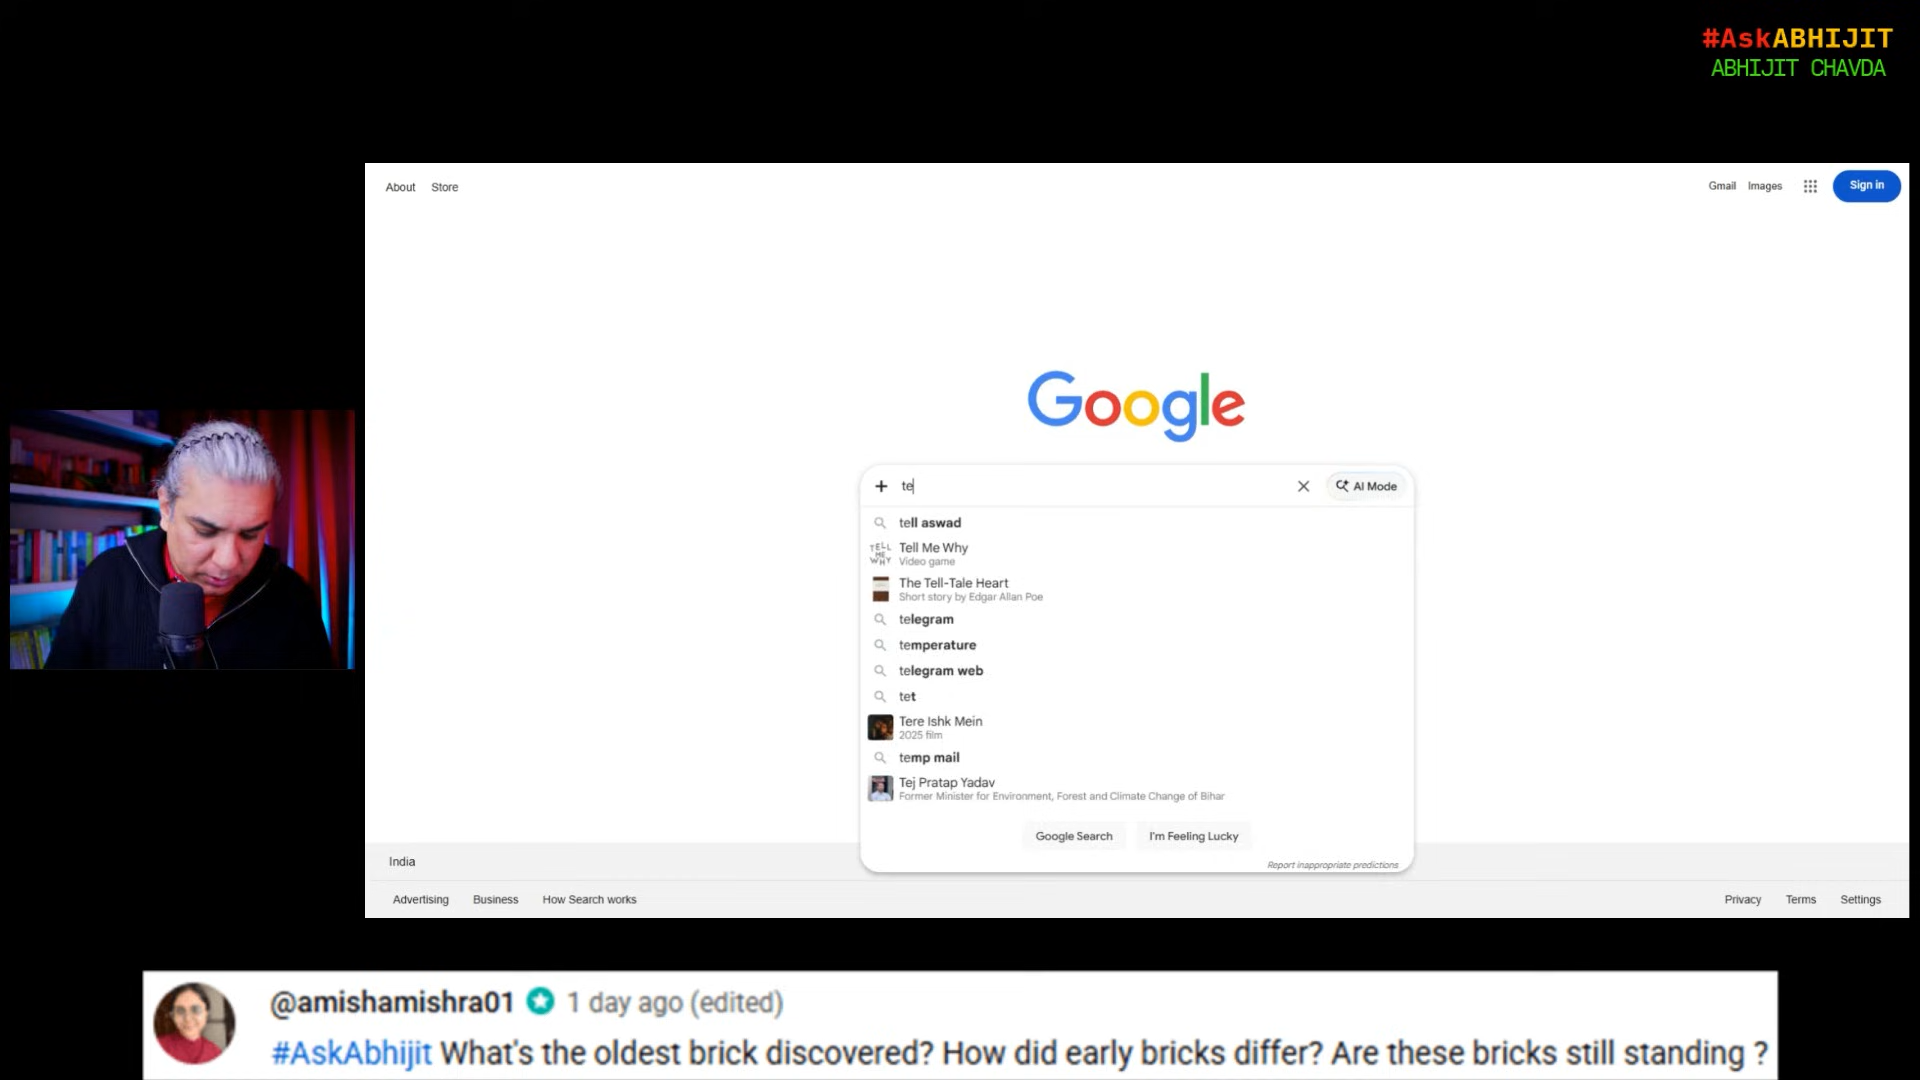 #AskABHIJIT
ABHIJIT CHAVDA
About Store
Gmail Images Sign in
Google
te AI Mode
tell aswad
TELL ME WHY
Tell Me Why
Video game
The Tell-Tale Heart
Short story by Edgar Allan Poe
telegram
temperature
telegram web
tet
Tere Ishk Mein
2025 film
temp mail
Tej Pratap Yadav
Former Minister for Environment, Forest and Climate Change of Bihar
Google Search I'm Feeling Lucky
Report inappropriate predictions
India
Advertising Business How Search works
Privacy Terms Settings
@amishamishra01 1 day ago (edited)
#AskAbhijit What's the oldest brick discovered? How did early bricks differ? Are these bricks still standing ?